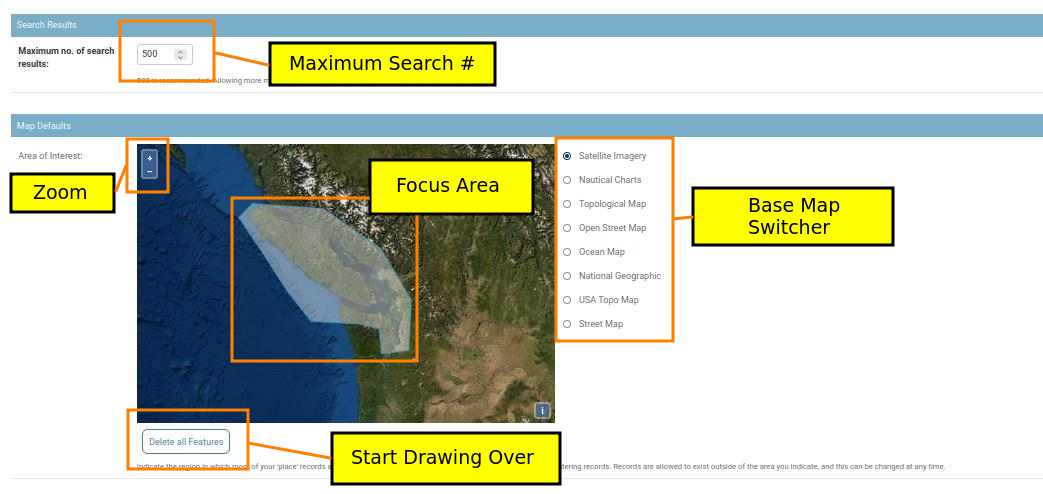 Search Results
Maximum no. of search
results:
500
Maximum Search #
500 is recommended. Allowing more
Map Defaults
Area of Interest:
+
−
Zoom
Focus Area
Satellite Imagery
Nautical Charts
Topological Map
Open Street Map
Ocean Map
National Geographic
USA Topo Map
Street Map
Base Map
Switcher
i
Delete all Features
Start Drawing Over
Indicate the region in which most of your 'place' records
records. Records are allowed to exist outside of the area you indicate, and this can be changed at any time.